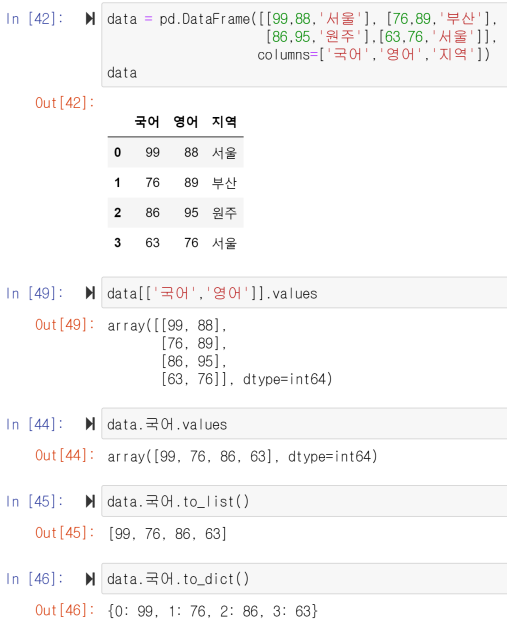 In [42]: data = pd.DataFrame([[99,88,'서울'], [76,89,'부산'],
[86,95,'원주'],[63,76,'서울']],
columns=['국어','영어','지역'])
data
Out[42]:
국어 영어 지역
0 99 88 서울
1 76 89 부산
2 86 95 원주
3 63 76 서울
In [49]: data[['국어','영어']].values
Out[49]: array([[99, 88],
[76, 89],
[86, 95],
[63, 76]], dtype=int64)
In [44]: data.국어.values
Out[44]: array([99, 76, 86, 63], dtype=int64)
In [45]: data.국어.to_list()
Out[45]: [99, 76, 86, 63]
In [46]: data.국어.to_dict()
Out[46]: {0: 99, 1: 76, 2: 86, 3: 63}